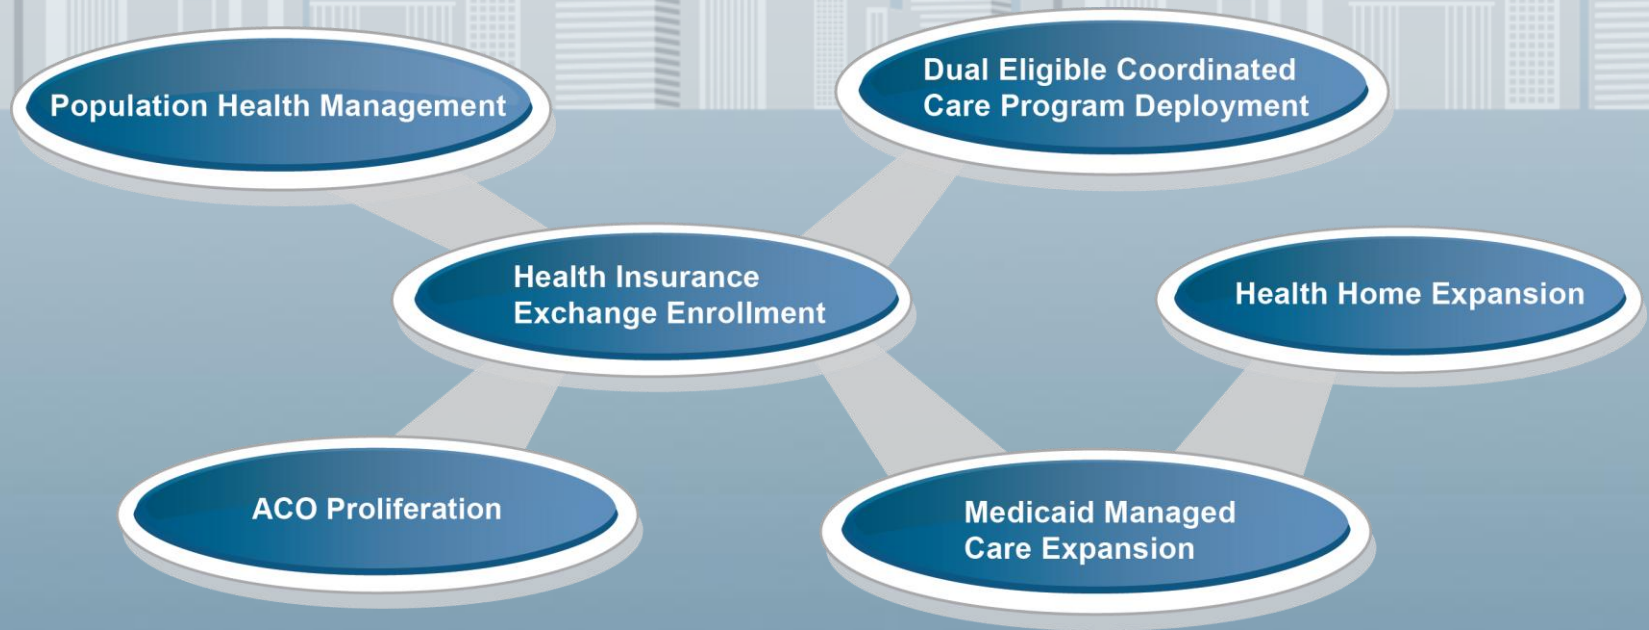 Population Health Management
Dual Eligible Coordinated
Care Program Deployment
Health Insurance
Exchange Enrollment
Health Home Expansion
ACO Proliferation
Medicaid Managed
Care Expansion